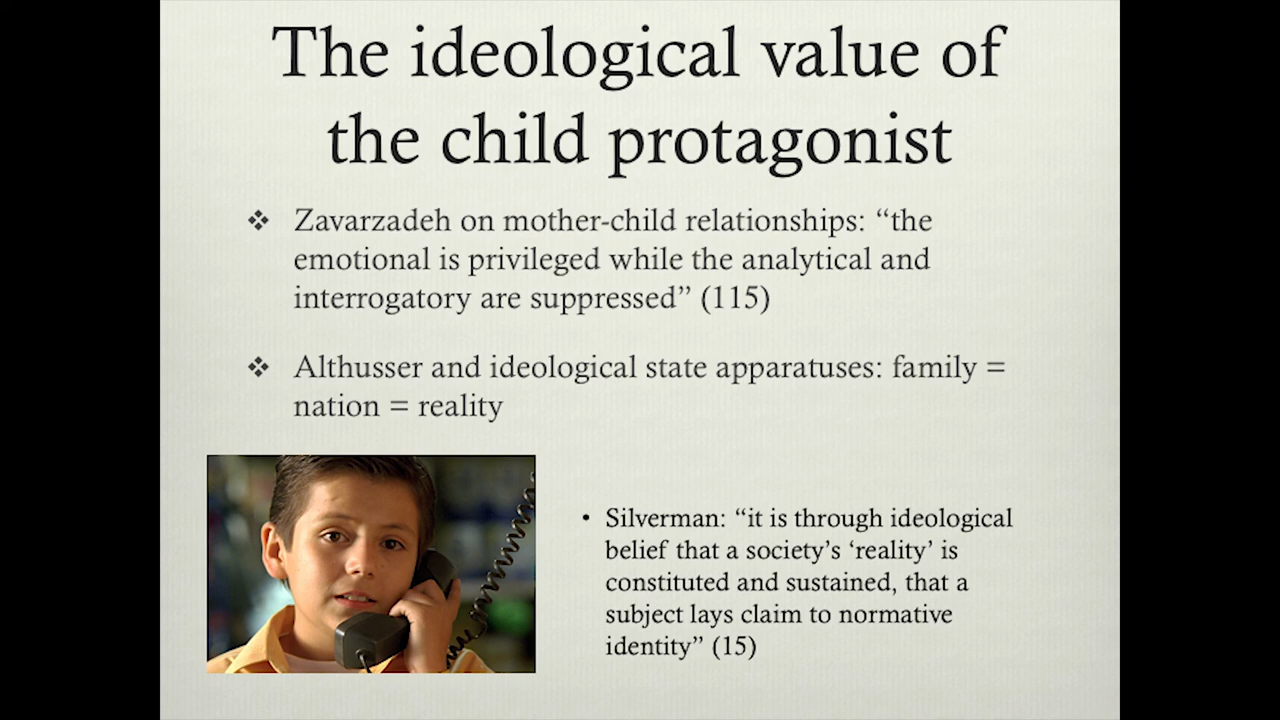 The ideological value of
the child protagonist
❖ Zavarzadeh on mother-child relationships: “the
emotional is privileged while the analytical and
interrogatory are suppressed” (115)
❖ Althusser and ideological state apparatuses: family =
nation = reality
• Silverman: “it is through ideological
belief that a society’s ‘reality’ is
constituted and sustained, that a
subject lays claim to normative
identity” (15)